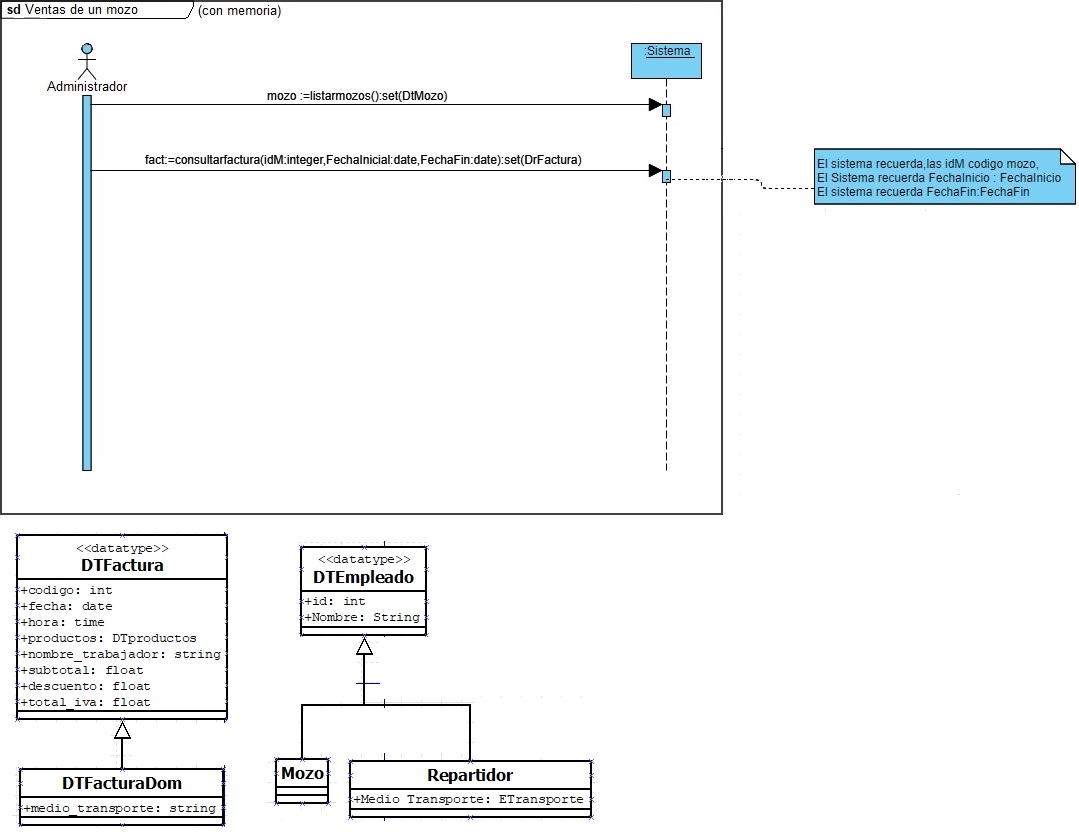 sd Ventas de un mozo
(con memoria)
Administrador
:Sistema
mozo :=listarmozos():set(DtMozo)
fact:=consultarfactura(idM:integer,FechaInicial:date,FechaFin:date):set(DrFactura)
El sistema recuerda,las idM codigo mozo,
El Sistema recuerda FechaInicio : FechaInicio
El sistema recuerda FechaFin:FechaFin
<<datatype>>
DTFactura
+codigo: int
+fecha: date
+hora: time
+productos: DTproductos
+nombre_trabajador: string
+subtotal: float
+descuento: float
+total_iva: float
DTFacturaDom
+medio_transporte: string
<<datatype>>
DTEmpleado
+id: int
+Nombre: String
Mozo
Repartidor
+Medio Transporte: ETransporte